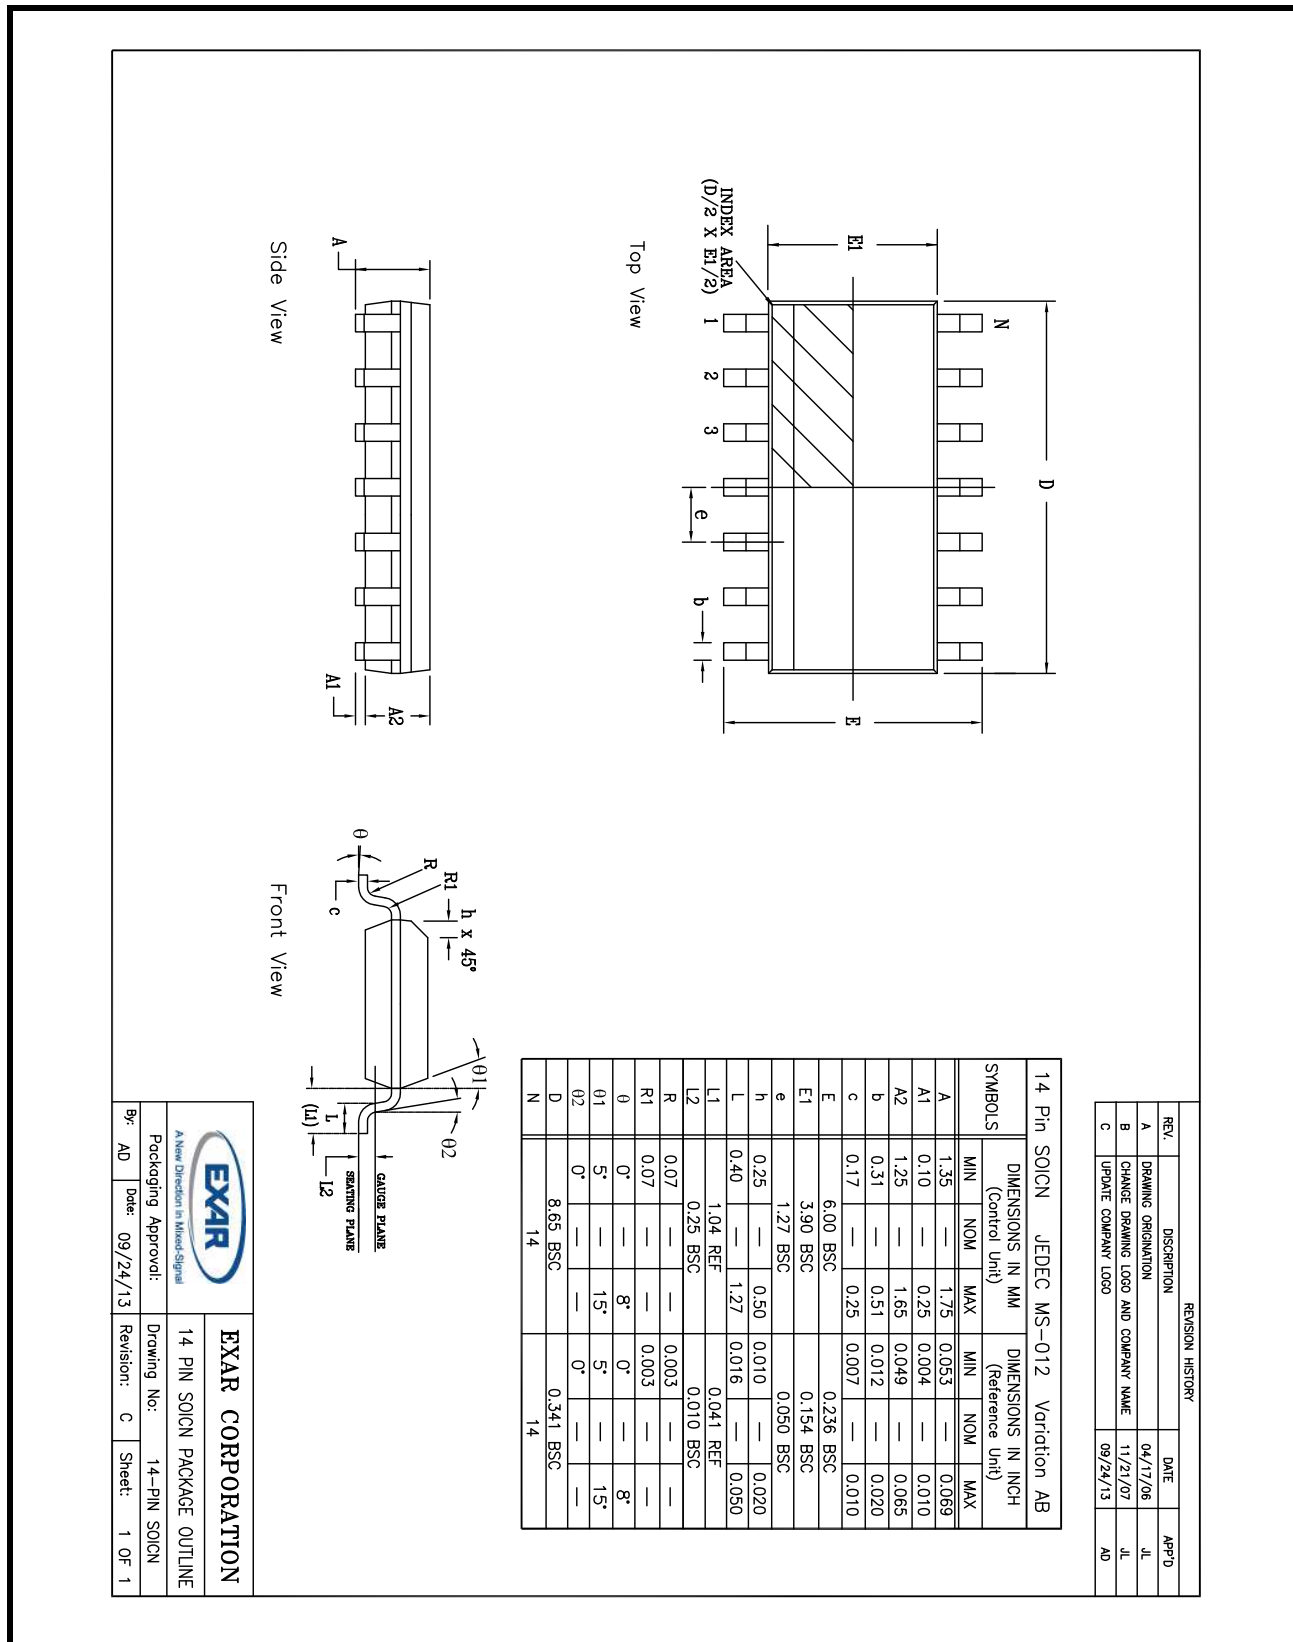 REVISION HISTORY
REV. DISCRIPTION DATE APP'D
A DRAWING ORIGINATION 04/17/06 JL
B CHANGE DRAWING LOGO AND COMPANY NAME 11/21/07 JL
C UPDATE COMPANY LOGO 09/24/13 AD
N
D
E1
E
INDEX AREA
(D/2 X E1/2)
1
2
3
e
b
Top View
A
A1
A2
Side View
14 Pin SOICN JEDEC MS-012 Variation AB
SYMBOLS DIMENSIONS IN MM (Control Unit) DIMENSIONS IN INCH (Reference Unit)
MIN NOM MAX MIN NOM MAX
A 1.35 — 1.75 0.053 — 0.069
A1 0.10 — 0.25 0.004 — 0.010
A2 1.25 — 1.65 0.049 — 0.065
b 0.31 — 0.51 0.012 — 0.020
c 0.17 — 0.25 0.007 — 0.010
E 6.00 BSC 0.236 BSC
E1 3.90 BSC 0.154 BSC
e 1.27 BSC 0.050 BSC
h 0.25 — 0.50 0.010 — 0.020
L 0.40 — 1.27 0.016 — 0.050
L1 1.04 REF 0.041 REF
L2 0.25 BSC 0.010 BSC
R 0.07 — — 0.003 — —
R1 0.07 — — 0.003 — —
θ 0° — 8° 0° — 8°
θ1 5° — 15° 5° — 15°
θ2 0° — — 0° — —
D 8.65 BSC 0.341 BSC
N 14 14
h x 45°
R1
R
θ
c
θ1
θ2
L
(L1)
L2
GAUGE PLANE
SEATING PLANE
Front View
EXAR
A New Direction in Mixed-Signal
EXAR CORPORATION
14 PIN SOICN PACKAGE OUTLINE
Packaging Approval: Drawing No: 14-PIN SOICN
By: AD Date: 09/24/13 Revision: C Sheet: 1 OF 1